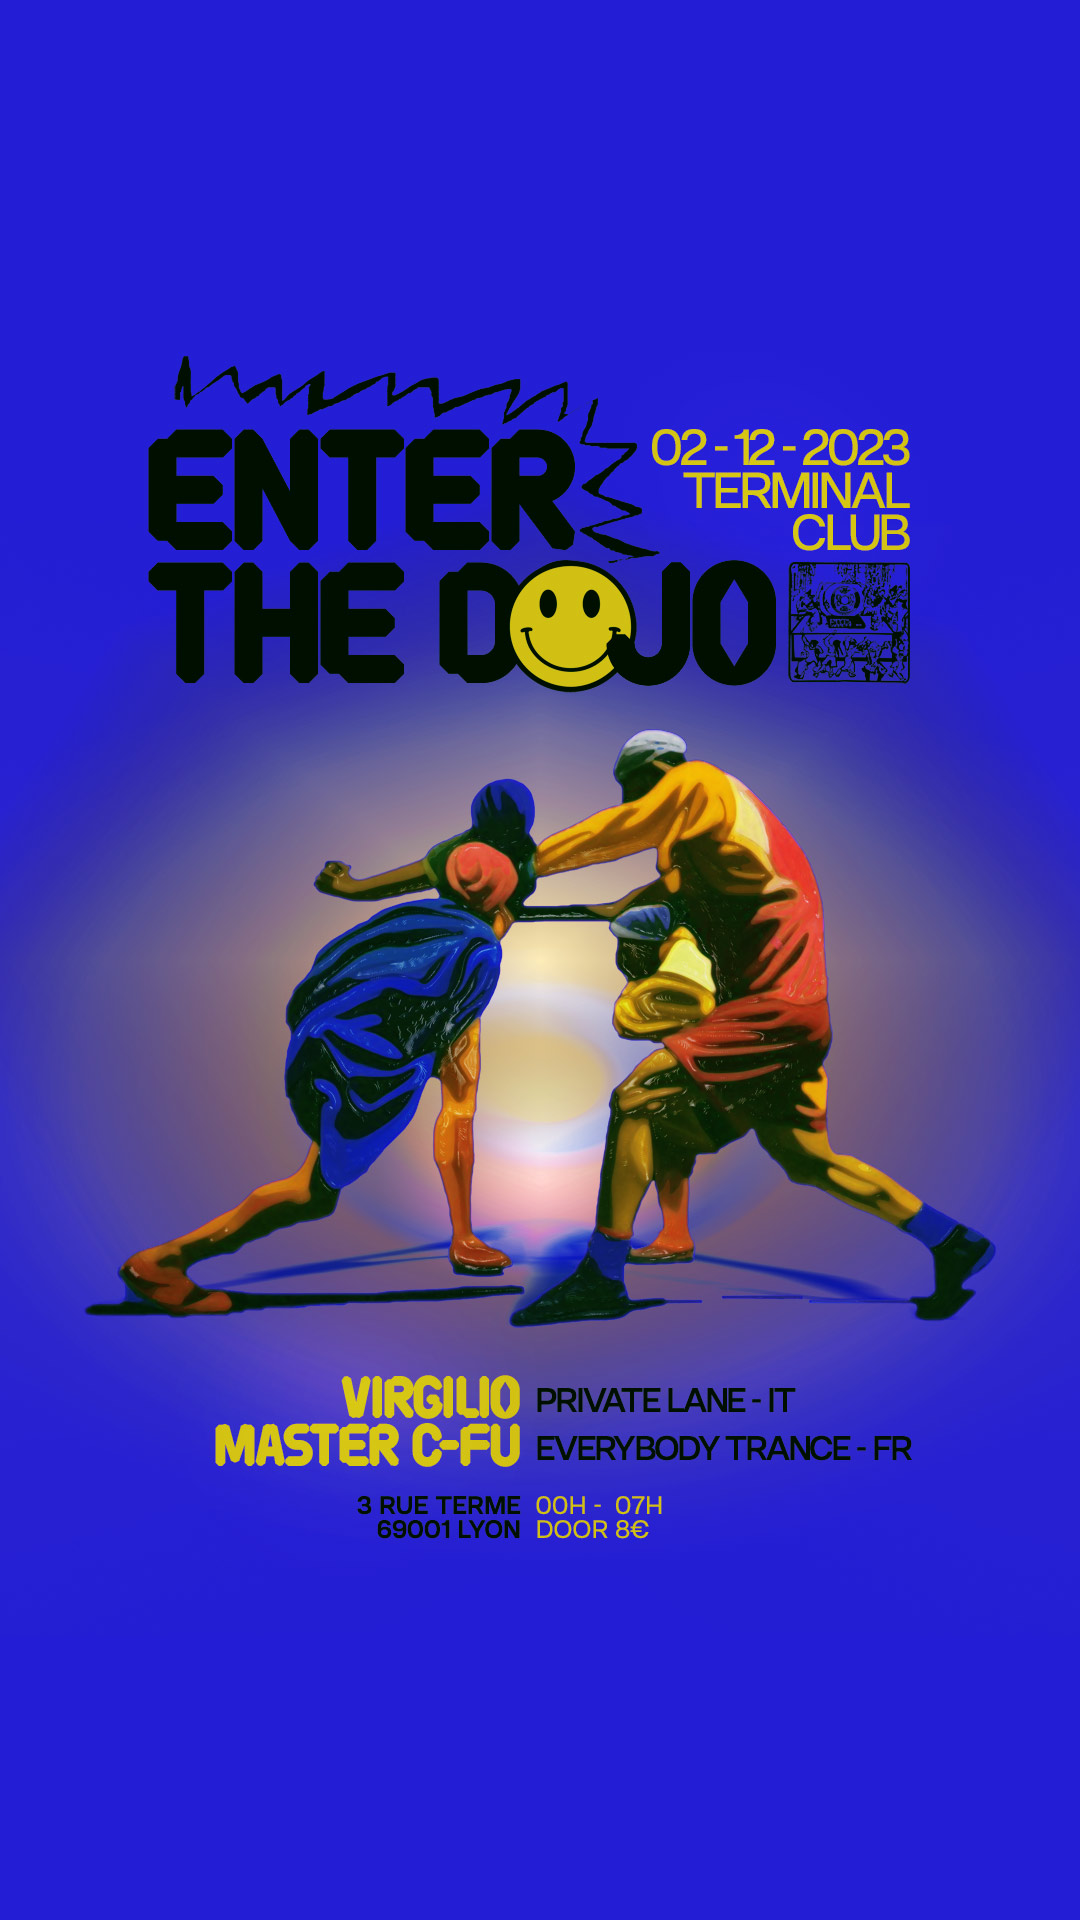 ENTER
THE DOJO
02 - 12 - 2023
TERMINAL
CLUB
VIRGILIO PRIVATE LANE - IT
MASTER C-FU EVERYBODY TRANCE - FR
3 RUE TERME 00H - 07H
69001 LYON DOOR 8€